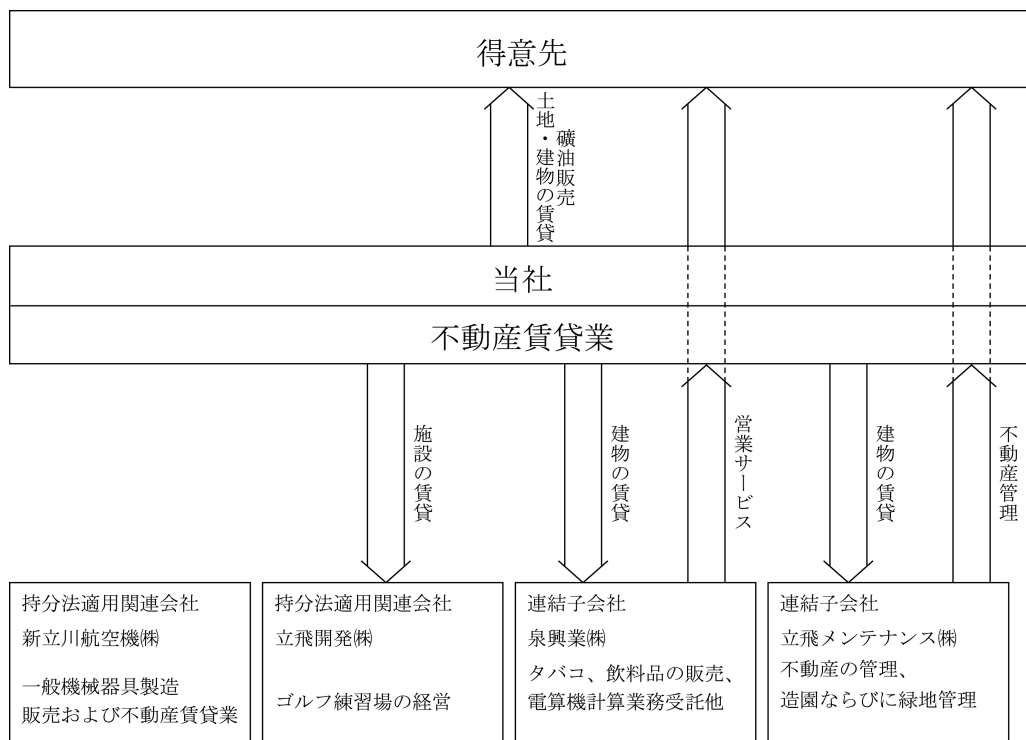 得意先
土地・建物の賃貸
礦油販売
当社
不動産賃貸業
施設の賃貸
建物の賃貸
営業サービス
建物の賃貸
不動産管理
持分法適用関連会社
新立川航空機㈱
一般機械器具製造
販売および不動産賃貸業
持分法適用関連会社
立飛開発㈱
ゴルフ練習場の経営
連結子会社
泉興業㈱
タバコ、飲料品の販売、
電算機計算業務受託他
連結子会社
立飛メンテナンス㈱
不動産の管理、
造園ならびに緑地管理